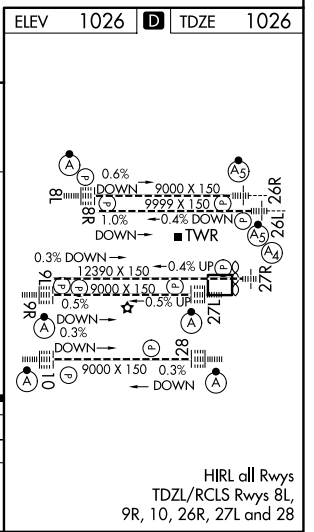 ELEV 1026 D TDZE 1026
A
P 0.6%
DOWN 9000 X 150
A5
8L
26R
P 9999 X 150 P
8R
1.0% 0.4% DOWN P
26L
DOWN TWR
A5
A4
0.3% DOWN 0.4% UP P
12390 X 150
27R
9L
P P 9000 X 150 P
9R
0.5% 0.5% UP
27L
A DOWN A
0.3%
DOWN P
28
10
P 9000 X 150 0.3%
A DOWN A
HIRL all Rwys
TDZL/RCLS Rwys 8L,
9R, 10, 26R, 27L and 28